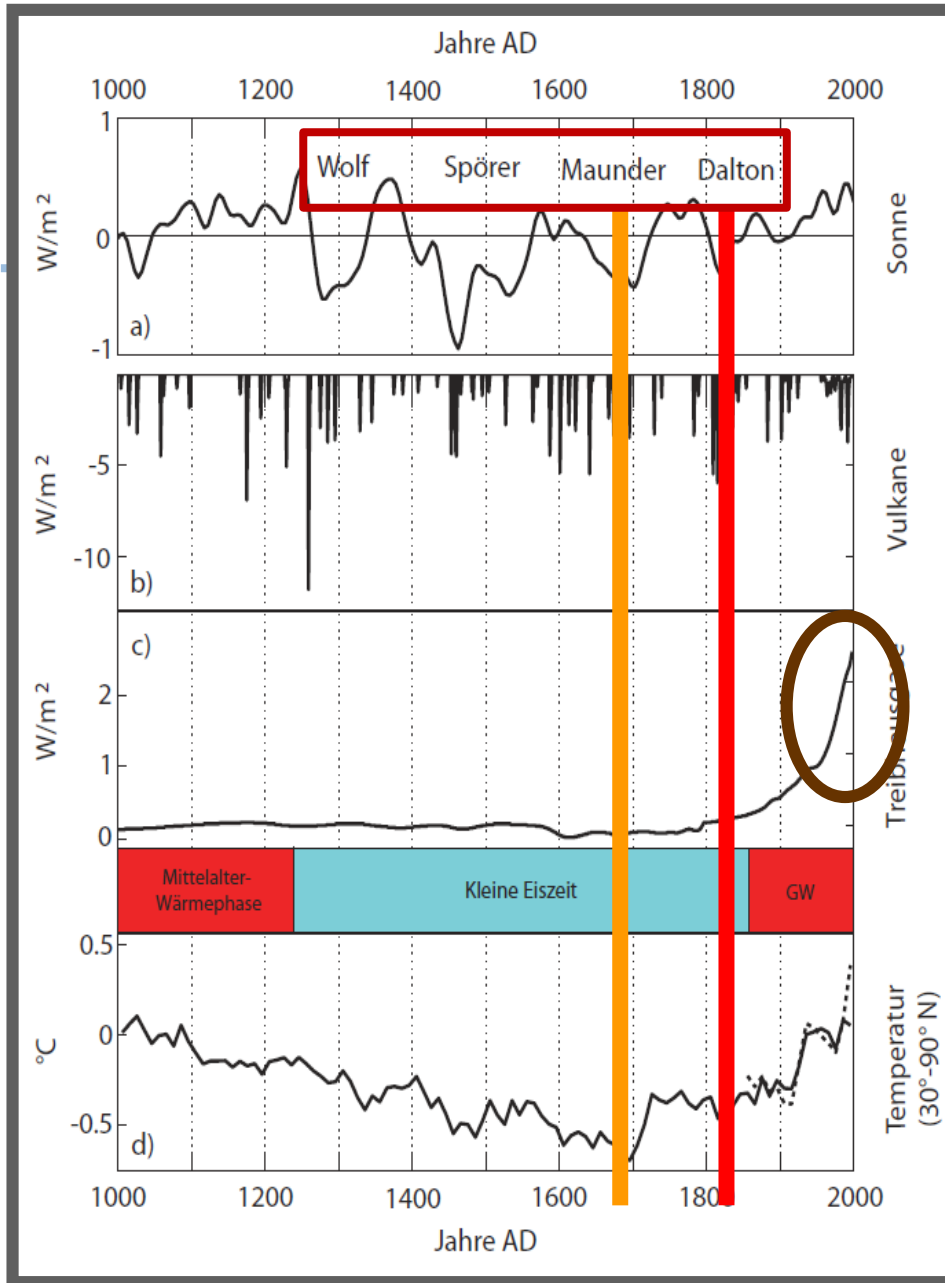 Jahre AD
1000 1200 1400 1600 1800 2000
1
0
-1
W/m²
Wolf Spörer Maunder Dalton
Sonne
a)
-5
-10
W/m²
Vulkane
b)
c)
2
1
0
W/m²
Treibhausgase
Mittelalter-
Wärmephase
Kleine Eiszeit
GW
0.5
0
-0.5
°C
Temperatur
(30°-90° N)
d)
1000 1200 1400 1600 1800 2000
Jahre AD